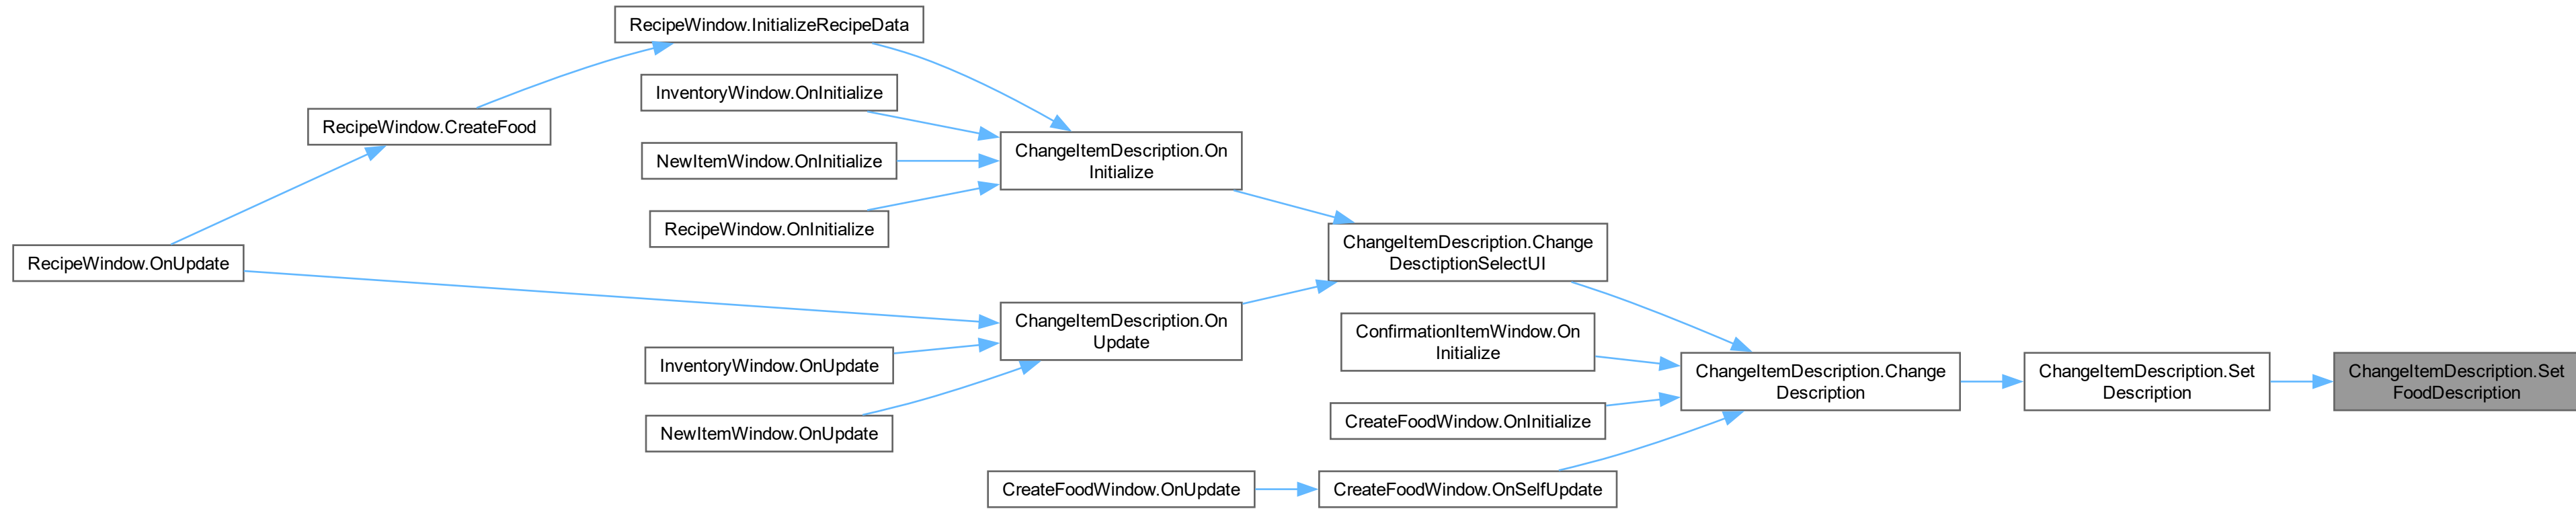 RecipeWindow.InitializeRecipeData
InventoryWindow.OnInitialize
RecipeWindow.CreateFood
ChangeItemDescription.On
Initialize
NewItemWindow.OnInitialize
RecipeWindow.OnInitialize
RecipeWindow.OnUpdate
ChangeItemDescription.Change
DesctiptionSelectUI
ChangeItemDescription.On
Update
ConfirmationItemWindow.On
Initialize
InventoryWindow.OnUpdate
ChangeItemDescription.Change
Description
ChangeItemDescription.Set
Description
ChangeItemDescription.Set
FoodDescription
CreateFoodWindow.OnInitialize
NewItemWindow.OnUpdate
CreateFoodWindow.OnUpdate
CreateFoodWindow.OnSelfUpdate